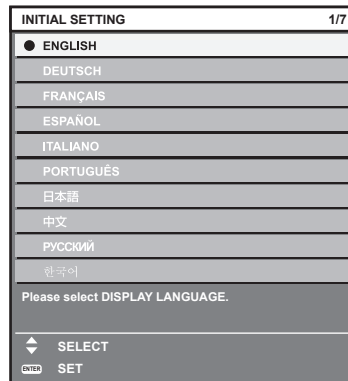 INITIAL SETTING 1/7
ENGLISH
DEUTSCH
FRANÇAIS
ESPAÑOL
ITALIANO
PORTUGUÊS
日本語
中文
РУССКИЙ
한국어
Please select DISPLAY LANGUAGE.
SELECT
ENTER SET